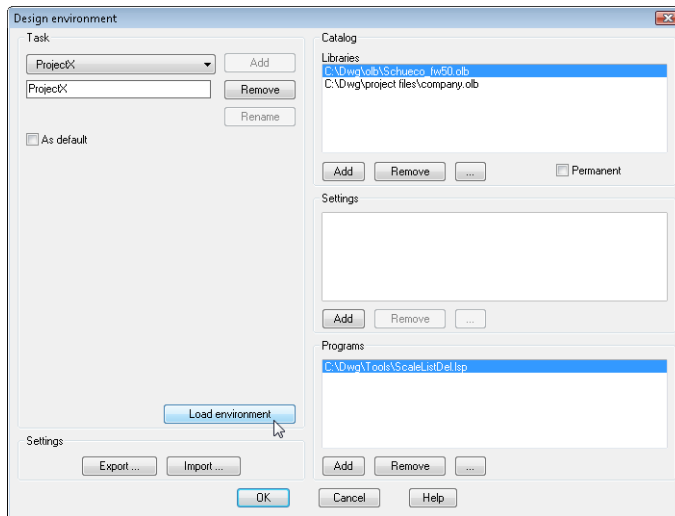 Design environment
Task
ProjectX
Add
ProjectX
Remove
Rename
As default
Load environment
Settings
Export ...
Import ...
Catalog
Libraries
C:\Dwg\olb\Schueco_fw50.olb
C:\Dwg\project files\company.olb
Add
Remove
...
Permanent
Settings
Add
Remove
...
Programs
C:\Dwg\Tools\ScaleListDel.lsp
Add
Remove
...
OK
Cancel
Help